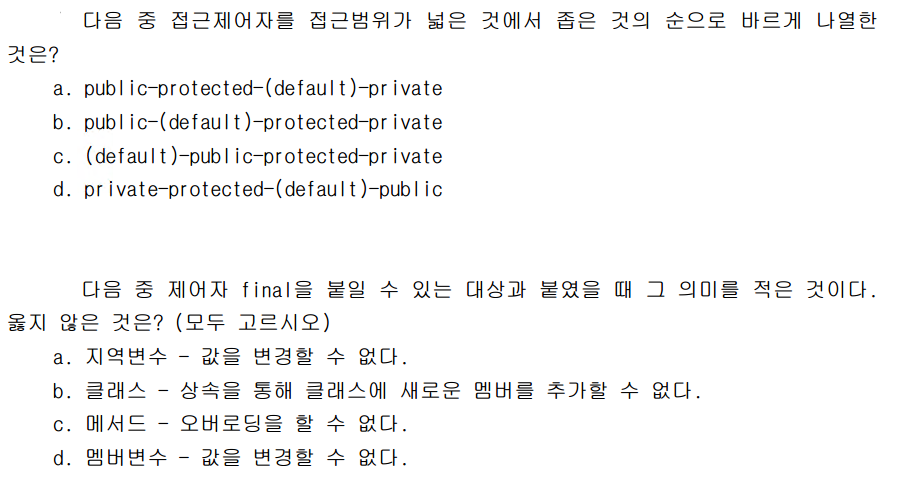 다음 중 접근제어자를 접근범위가 넓은 것에서 좁은 것의 순으로 바르게 나열한
것은?
a. public-protected-(default)-private
b. public-(default)-protected-private
c. (default)-public-protected-private
d. private-protected-(default)-public
다음 중 제어자 final을 붙일 수 있는 대상과 붙였을 때 그 의미를 적은 것이다.
옳지 않은 것은? (모두 고르시오)
a. 지역변수 - 값을 변경할 수 없다.
b. 클래스 - 상속을 통해 클래스에 새로운 멤버를 추가할 수 없다.
c. 메서드 - 오버로딩을 할 수 없다.
d. 멤버변수 - 값을 변경할 수 없다.